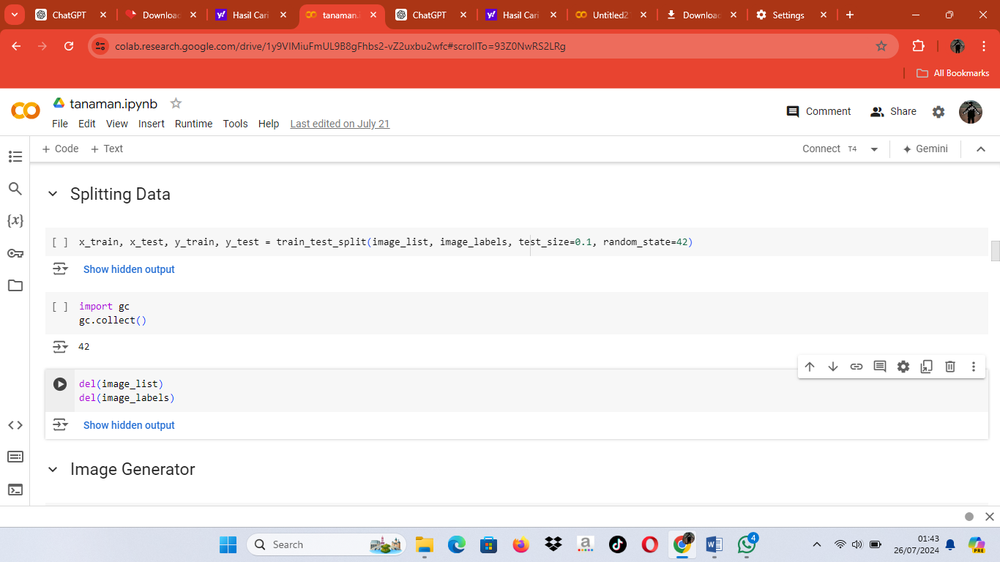 ChatGPT
Download
Hasil Cari
tanaman.
ChatGPT
Hasil Cari
Untitled2
Download
Settings
colab.research.google.com/drive/1y9VIMiuFmUL9B8gFhbs2-vZ2uxbu2wfc#scrollTo=93Z0NwRS2LRg
All Bookmarks
tanaman.ipynb
Comment
Share
File Edit View Insert Runtime Tools Help Last edited on July 21
+ Code + Text
Connect T4
Gemini
Splitting Data
[ ] x_train, x_test, y_train, y_test = train_test_split(image_list, image_labels, test_size=0.1, random_state=42)
Show hidden output
[ ] import gc
gc.collect()
42
del(image_list)
del(image_labels)
Show hidden output
Image Generator
Search
4
01:43
26/07/2024
PRE